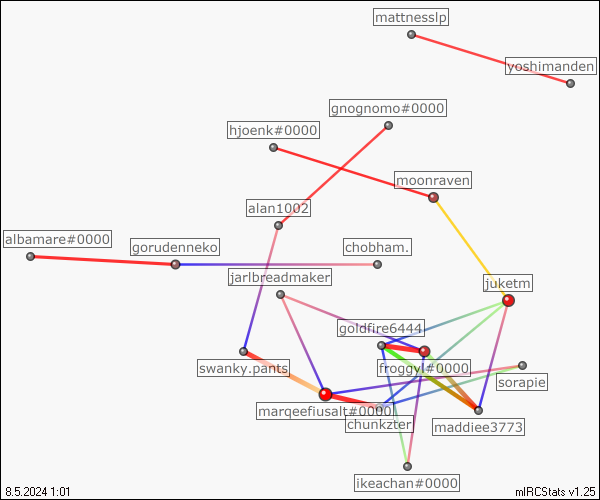 mattnesslp
yoshimanden
gnognomo#0000
hjoenk#0000
moonraven
alan1002
albamare#0000
gorudenneko
chobham.
jarlbreadmaker
juketm
goldfire6444
swanky.pants
froggyl#0000
sorapie
marqeefiusalt#0000
chunkzter
maddiee3773
ikeachan#0000
8.5.2024 1:01
mIRCStats v1.25